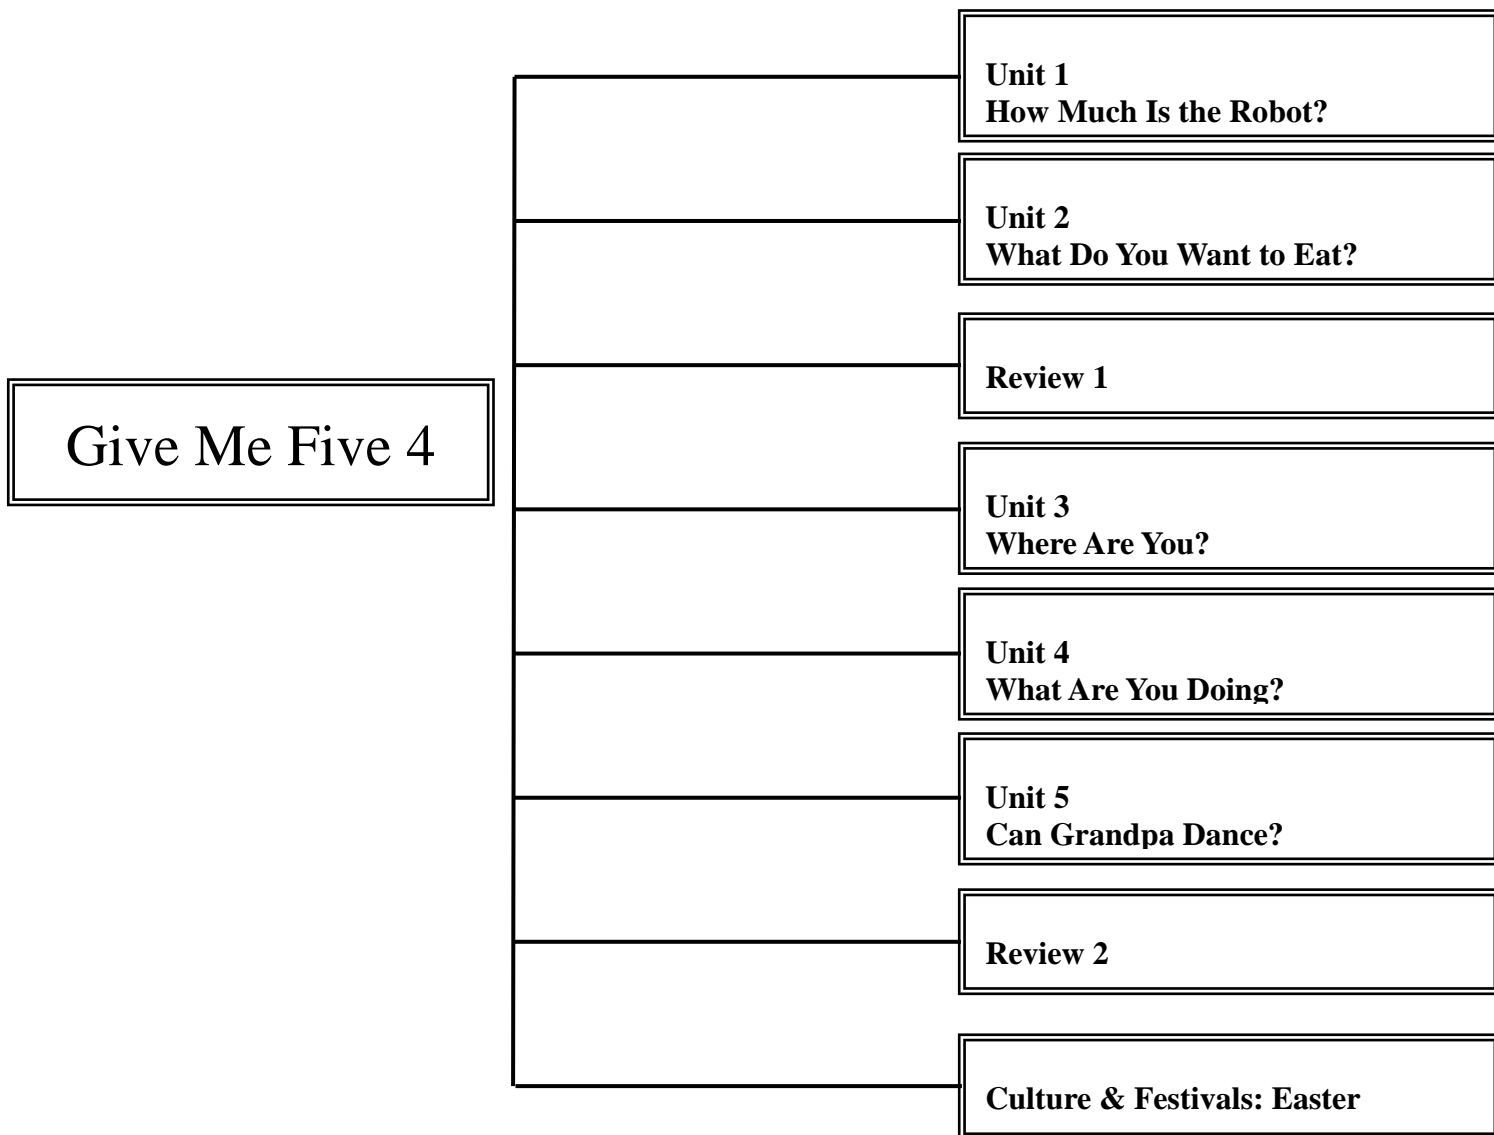 Give Me Five 4
Unit 1
How Much Is the Robot?
Unit 2
What Do You Want to Eat?
Review 1
Unit 3
Where Are You?
Unit 4
What Are You Doing?
Unit 5
Can Grandpa Dance?
Review 2
Culture & Festivals: Easter